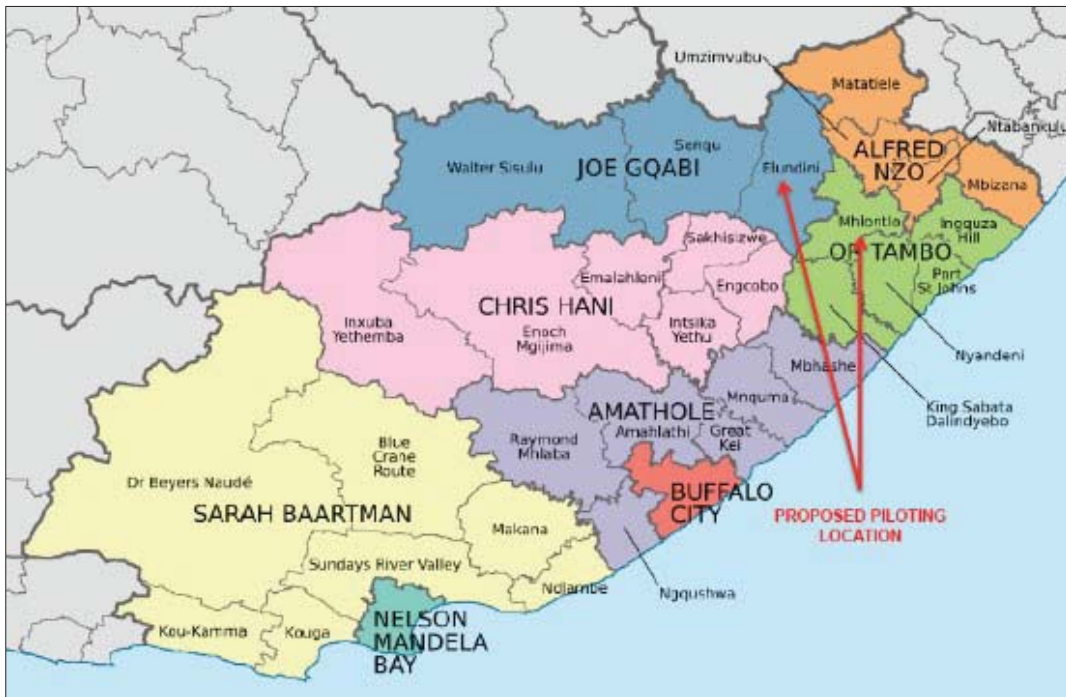 Umzimvubu
Matatiele
Ntabankulu
ALFRED
NZO
Mbizana
Walter Sisulu
JOE GQABI
Senqu
Elundini
Mhlontlo
Ingquza
Hill
OR TAMBO
Port
St Johns
Nyandeni
King Sabata
Dalindyebo
Sakhisizwe
Emalahleni
Engcobo
CHRIS HANI
Inxuba
Yethemba
Enoch
Mgijima
Intsika
Yethu
Mbhashe
Mnquma
AMATHOLE
Amahlathi
Great
Kei
Raymond
Mhlaba
BUFFALO
CITY
PROPOSED PILOTING
LOCATION
Ngqushwa
Blue
Crane
Route
Dr Beyers Naudé
SARAH BAARTMAN
Makana
Sundays River Valley
Ndlambe
Kou-Kamma
Kouga
NELSON
MANDELA
BAY